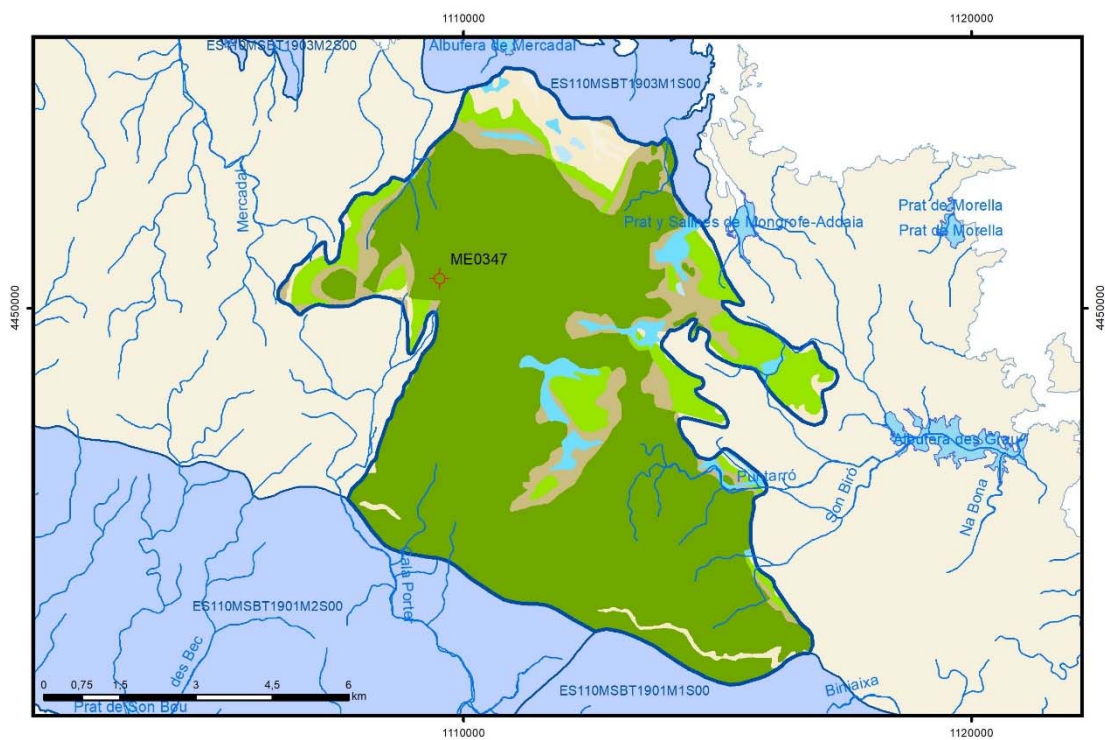 1110000
1120000
ES110MSBT1903M2S00
Albufera de Mercadal
ES110MSBT1903M1S00
Mercadal
Prat de Morella
Prat y Salines de Mongrofe-Addaia
Prat de Morella
ME0347
4450000
4450000
Albufera des Grau
Puntarró
Son Biró
Na Bona
Cala Porter
ES110MSBT1901M2S00
des Bec
0 0,75 1,5 3 4,5 6
km
Prat de Son Bou
ES110MSBT1901M1S00
Biniaixa
1110000
1120000